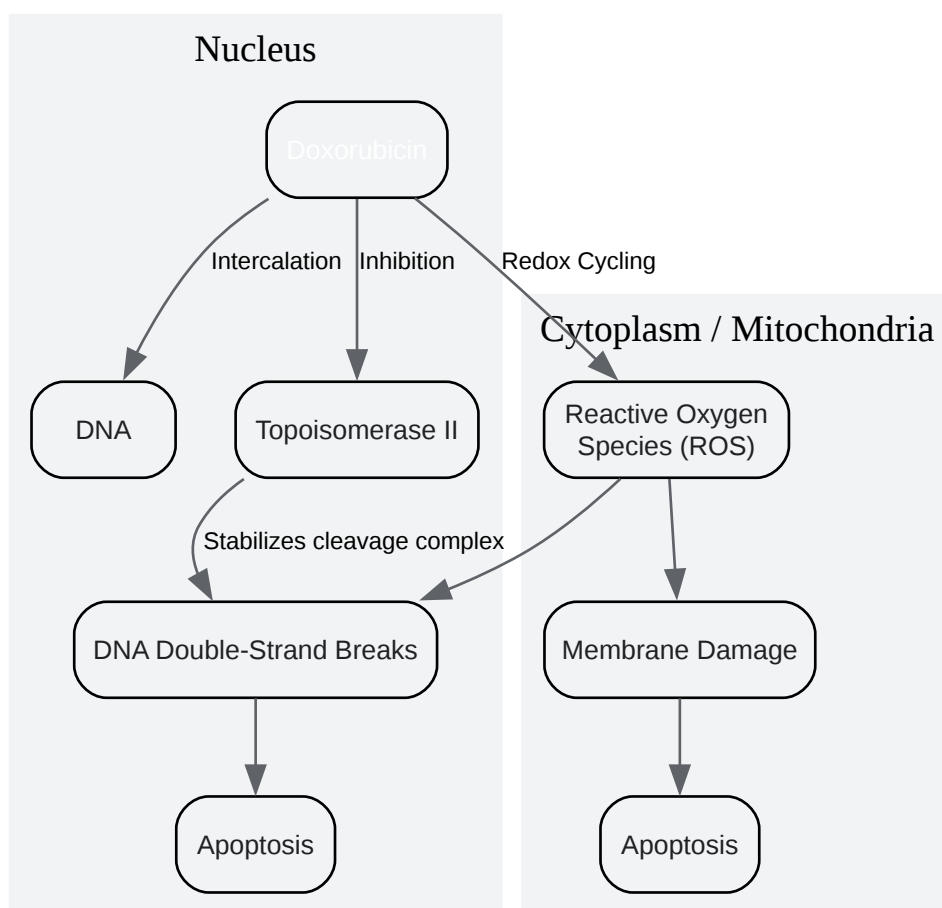 Nucleus
Doxorubicin
Intercalation
Inhibition
Redox Cycling
Cytoplasm / Mitochondria
DNA
Topoisomerase II
Reactive Oxygen
Species (ROS)
Stabilizes cleavage complex
DNA Double-Strand Breaks
Membrane Damage
Apoptosis
Apoptosis